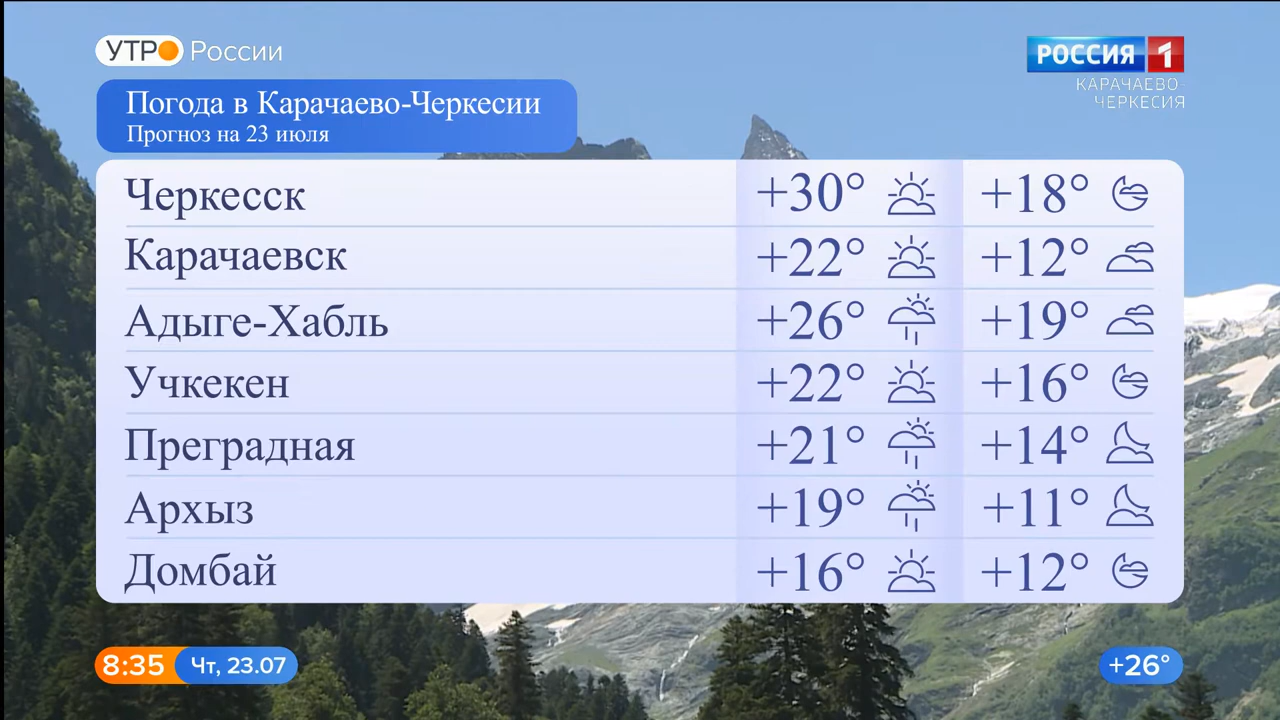 УТРО России
РОССИЯ 1
КАРАЧАЕВО-
ЧЕРКЕСИЯ
Погода в Карачаево-Черкесии
Прогноз на 23 июля
Черкесск +30° +18°
Карачаевск +22° +12°
Адыге-Хабль +26° +19°
Учкекен +22° +16°
Преградная +21° +14°
Архыз +19° +11°
Домбай +16° +12°
8:35 Чт, 23.07 +26°